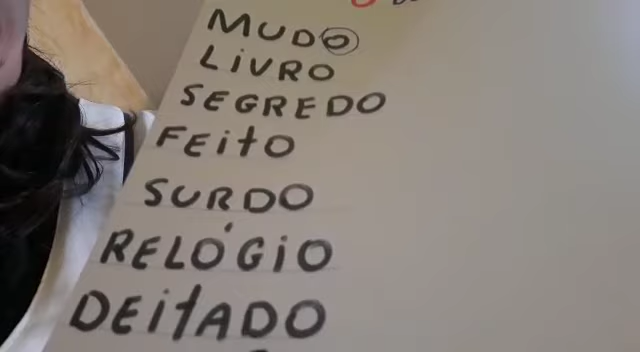 MUDO
LiVRO
SEGREDO
FEitO
SURDO
RELÓGiO
DEitADO